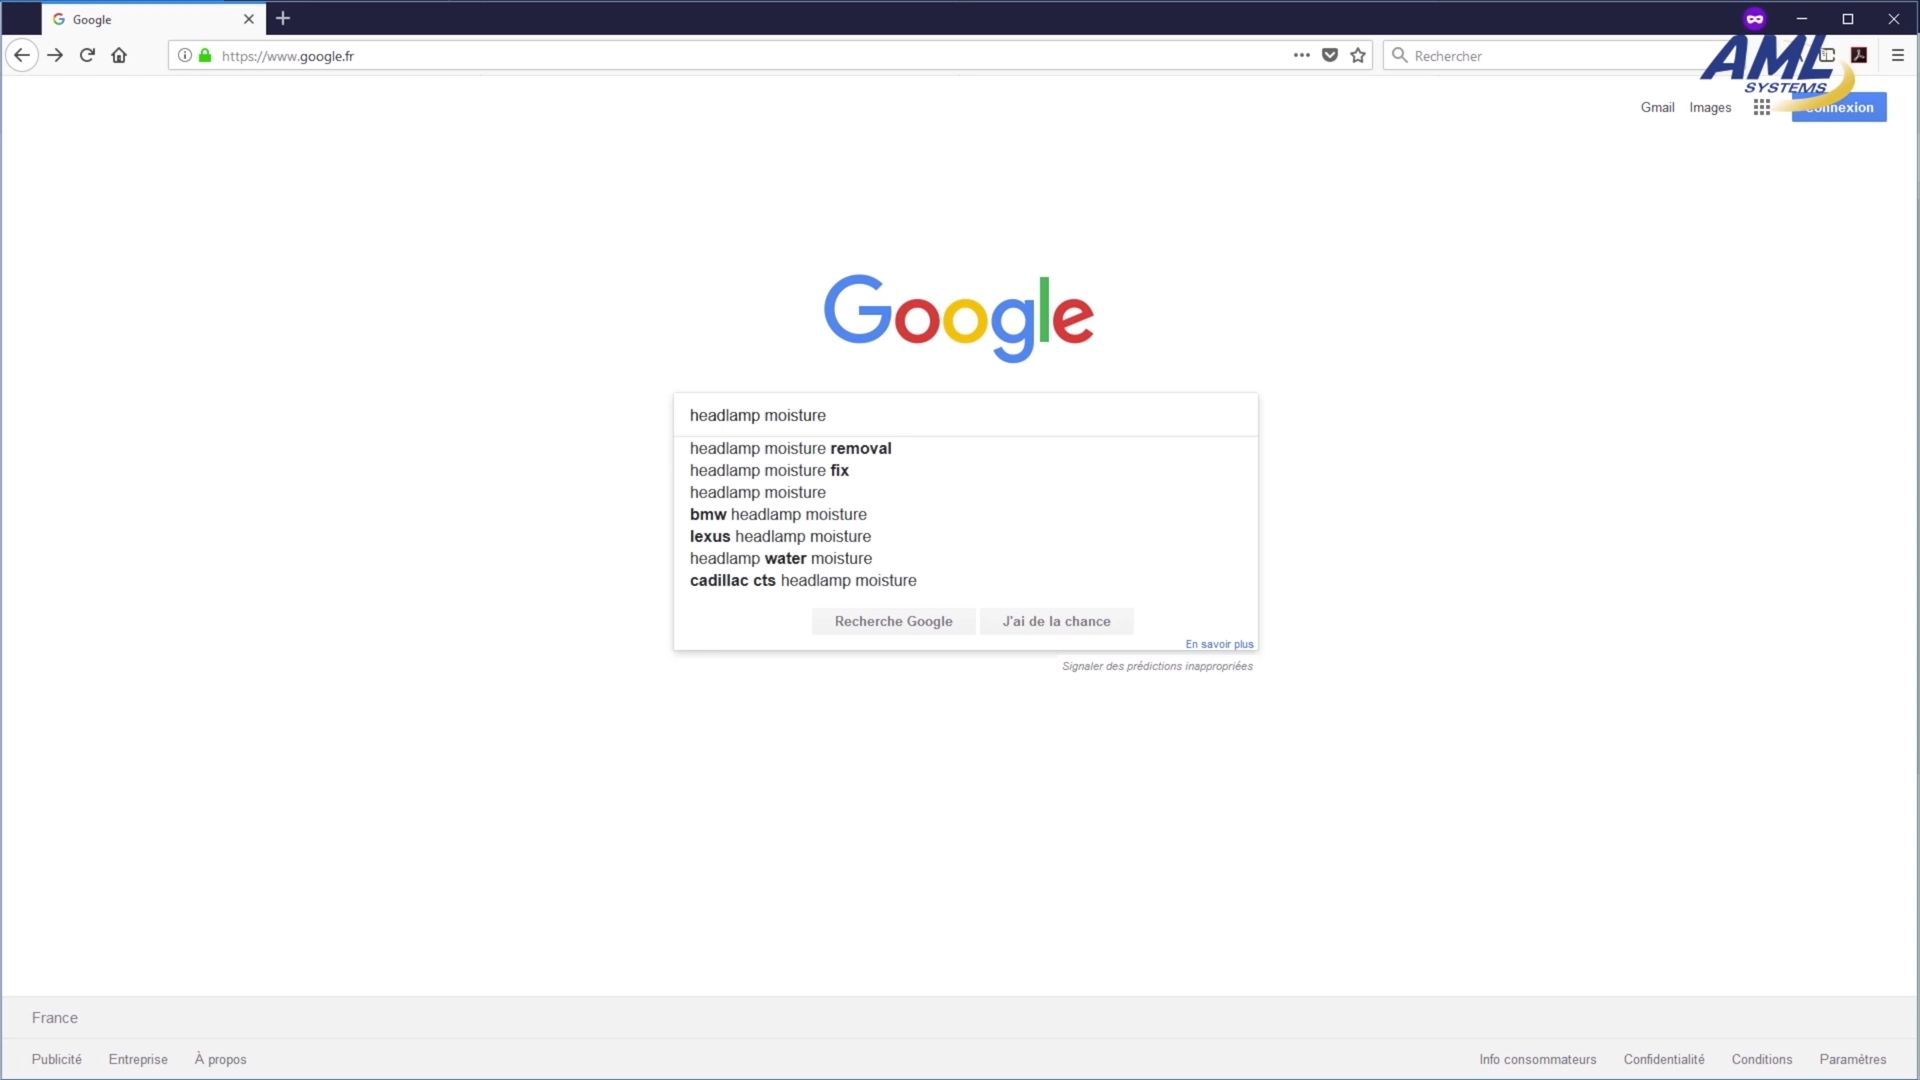 Google
https://www.google.fr
Rechercher
AML
SYSTEMS
Gmail Images
Google
headlamp moisture
headlamp moisture removal
headlamp moisture fix
headlamp moisture
bmw headlamp moisture
lexus headlamp moisture
headlamp water moisture
cadillac cts headlamp moisture
Recherche Google J'ai de la chance
En savoir plus
Signaler des prédictions inappropriées
France
Publicité Entreprise À propos Info consommateurs Confidentialité Conditions Paramètres